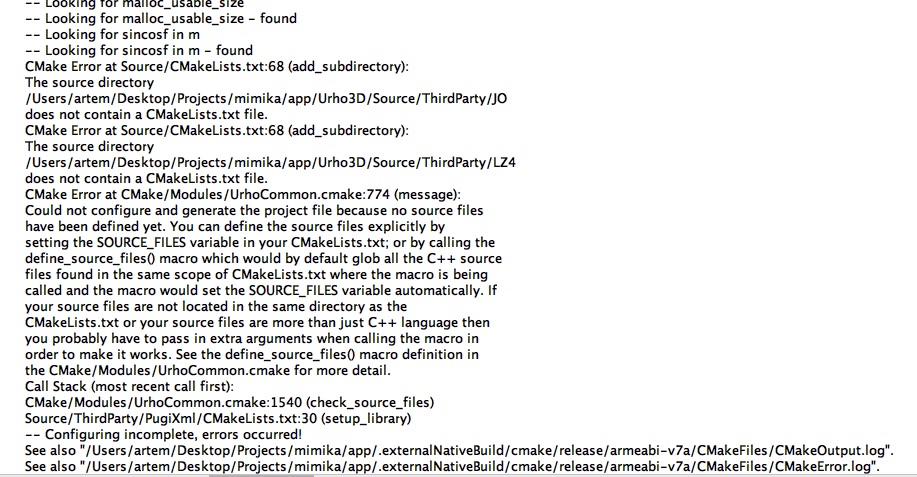 -- Looking for malloc_usable_size
-- Looking for malloc_usable_size - found
-- Looking for sincosf in m
-- Looking for sincosf in m - found
CMake Error at Source/CMakeLists.txt:68 (add_subdirectory):
The source directory
/Users/artem/Desktop/Projects/mimika/app/Urho3D/Source/ThirdParty/JO
does not contain a CMakeLists.txt file.
CMake Error at Source/CMakeLists.txt:68 (add_subdirectory):
The source directory
/Users/artem/Desktop/Projects/mimika/app/Urho3D/Source/ThirdParty/LZ4
does not contain a CMakeLists.txt file.
CMake Error at CMake/Modules/UrhoCommon.cmake:774 (message):
Could not configure and generate the project file because no source files
have been defined yet. You can define the source files explicitly by
setting the SOURCE_FILES variable in your CMakeLists.txt; or by calling the
define_source_files() macro which would by default glob all the C++ source
files found in the same scope of CMakeLists.txt where the macro is being
called and the macro would set the SOURCE_FILES variable automatically. If
your source files are not located in the same directory as the
CMakeLists.txt or your source files are more than just C++ language then
you probably have to pass in extra arguments when calling the macro in
order to make it works. See the define_source_files() macro definition in
the CMake/Modules/UrhoCommon.cmake for more detail.
Call Stack (most recent call first):
CMake/Modules/UrhoCommon.cmake:1540 (check_source_files)
Source/ThirdParty/PugiXml/CMakeLists.txt:30 (setup_library)
-- Configuring incomplete, errors occurred!
See also "/Users/artem/Desktop/Projects/mimika/app/.externalNativeBuild/cmake/release/armeabi-v7a/CMakeFiles/CMakeOutput.log".
See also "/Users/artem/Desktop/Projects/mimika/app/.externalNativeBuild/cmake/release/armeabi-v7a/CMakeFiles/CMakeError.log".